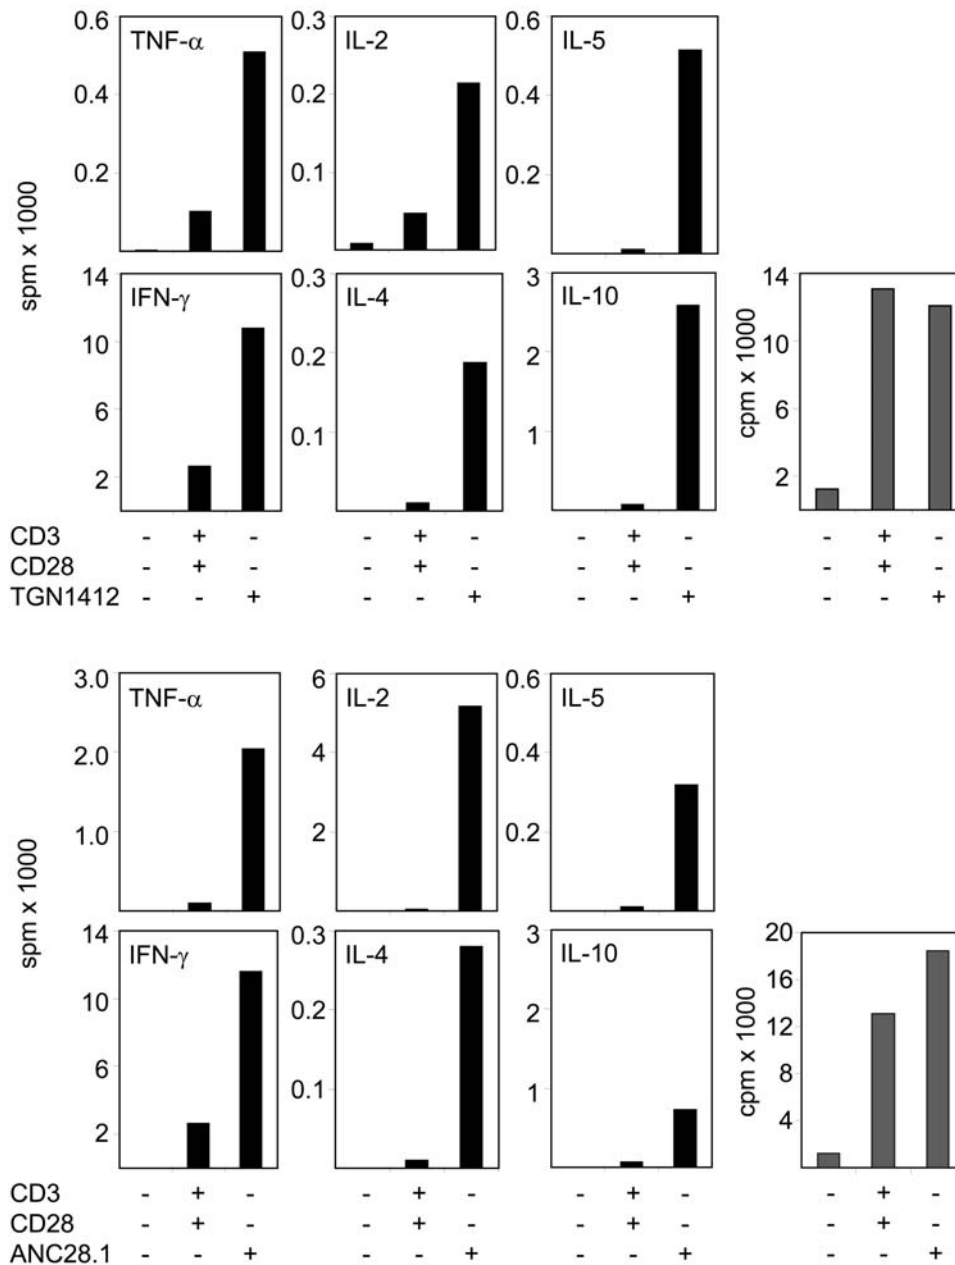 TNF-α
0.6
0.4
0.2
IL-2
0.3
0.2
0.1
IL-5
0.6
0.4
0.2
spm x 1000
IFN-γ
14
10
6
2
IL-4
0.3
0.2
0.1
IL-10
3
2
1
cpm x 1000
14
10
6
2
CD3 - + - - + - - + - - + -
CD28 - + - - + - - + - - + -
TGN1412 - - + - - + - - + - - +
TNF-α
3.0
2.0
1.0
IL-2
6
4
2
IL-5
0.6
0.4
0.2
spm x 1000
IFN-γ
14
10
6
2
IL-4
0.3
0.2
0.1
IL-10
3
2
1
cpm x 1000
20
16
12
8
4
CD3 - + - - + - - + - - + -
CD28 - + - - + - - + - - + -
ANC28.1 - - + - - + - - + - - +